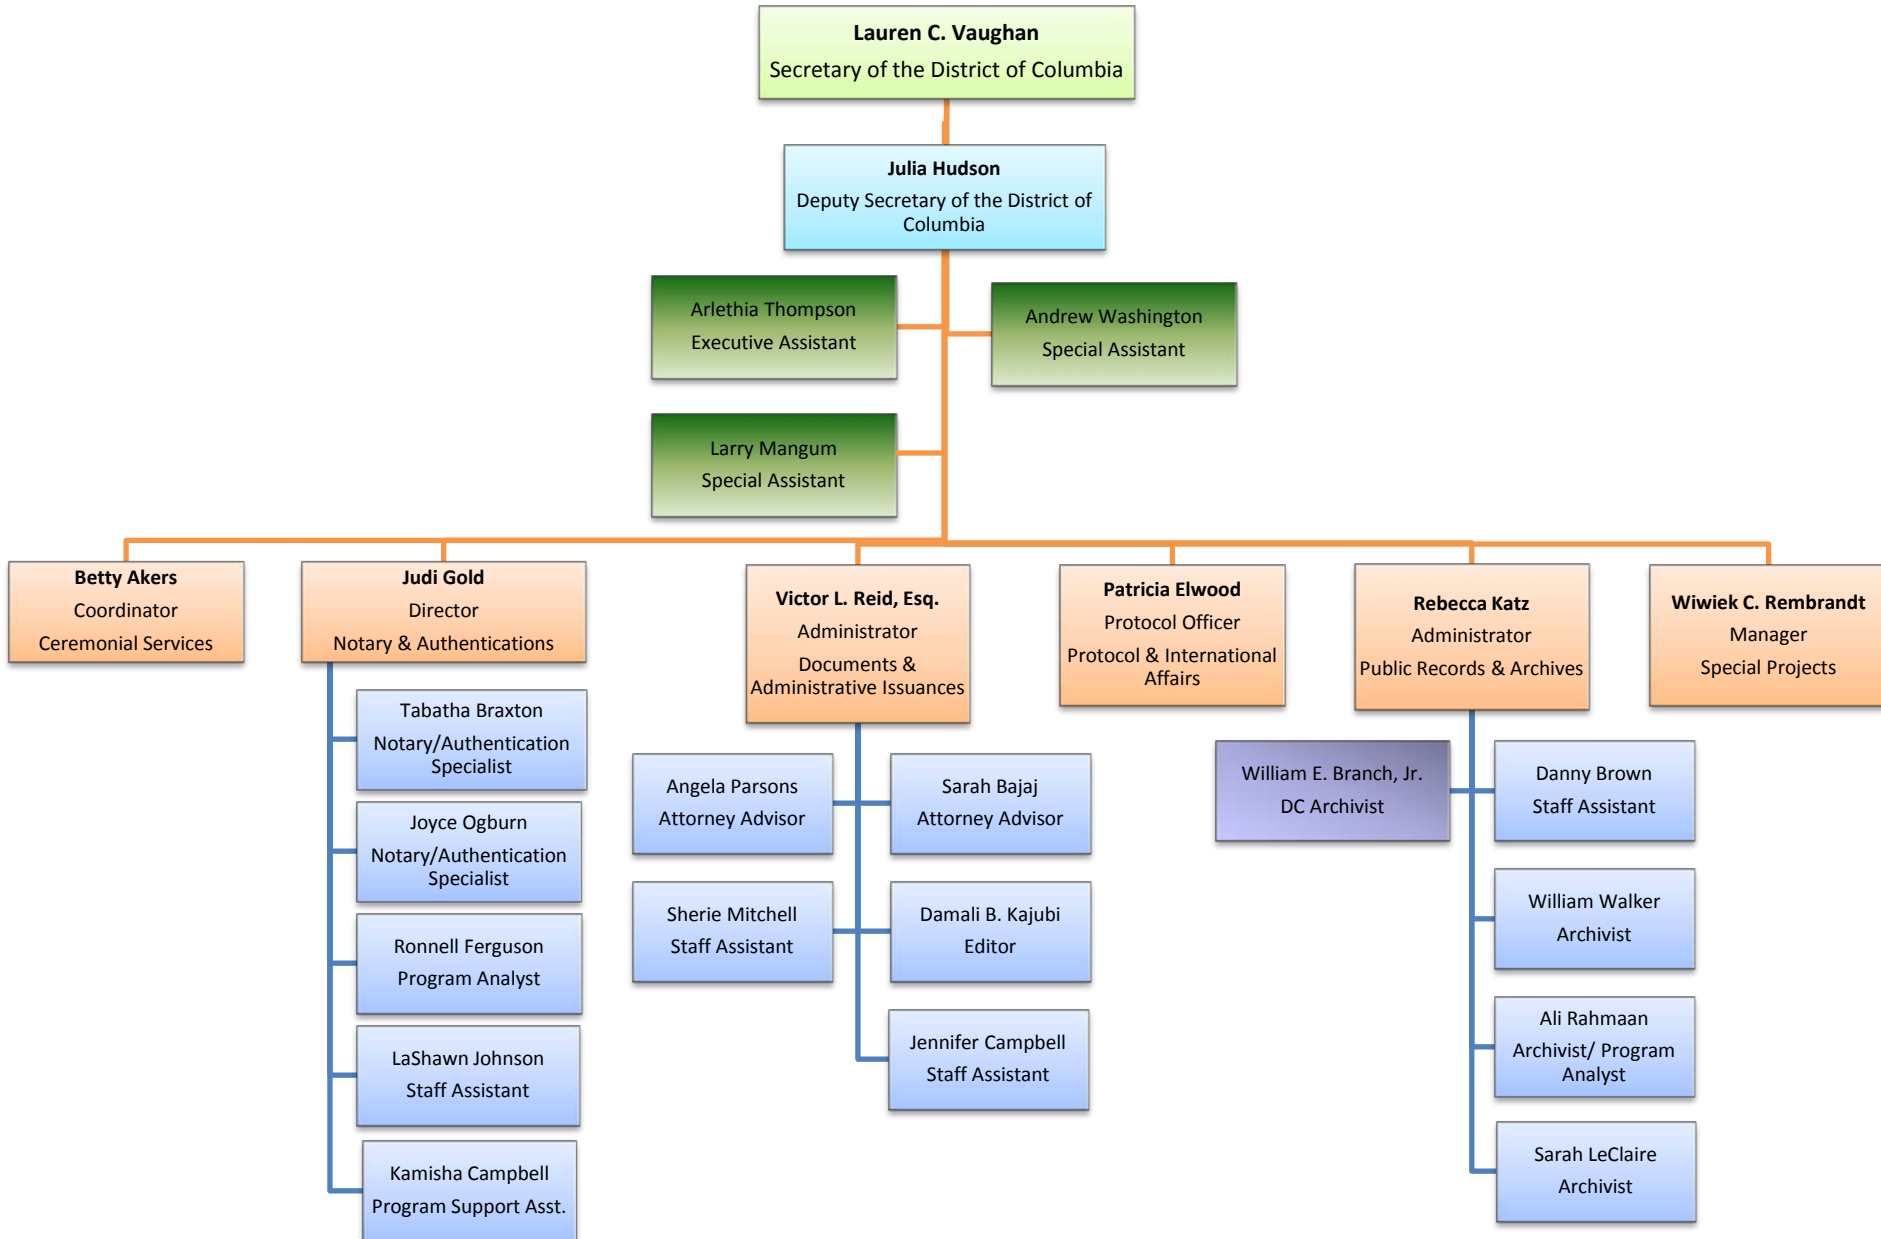 Lauren C. Vaughan
Secretary of the District of Columbia
Julia Hudson
Deputy Secretary of the District of
Columbia
Arlethia Thompson
Executive Assistant
Andrew Washington
Special Assistant
Larry Mangum
Special Assistant
Betty Akers
Coordinator
Ceremonial Services
Judi Gold
Director
Notary & Authentications
Victor L. Reid, Esq.
Administrator
Documents &
Administrative Issuances
Patricia Elwood
Protocol Officer
Protocol & International
Affairs
Rebecca Katz
Administrator
Public Records & Archives
Wiwiek C. Rembrandt
Manager
Special Projects
Tabatha Braxton
Notary/Authentication
Specialist
Joyce Ogburn
Notary/Authentication
Specialist
Ronnell Ferguson
Program Analyst
LaShawn Johnson
Staff Assistant
Kamisha Campbell
Program Support Asst.
Angela Parsons
Attorney Advisor
Sarah Bajaj
Attorney Advisor
Sherie Mitchell
Staff Assistant
Damali B. Kajubi
Editor
Jennifer Campbell
Staff Assistant
William E. Branch, Jr.
DC Archivist
Danny Brown
Staff Assistant
William Walker
Archivist
Ali Rahmaan
Archivist/ Program
Analyst
Sarah LeClaire
Archivist